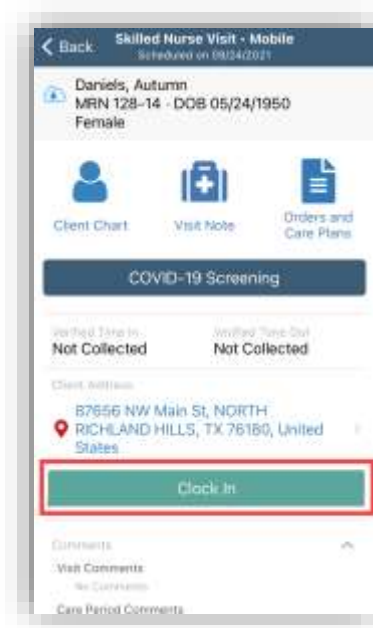 Back
Skilled Nurse Visit - Mobile
Scheduled on 09/24/2021
Daniels, Autumn
MRN 128-14 - DOB 05/24/1950
Female
Client Chart
Visit Note
Orders and
Care Plans
COVID-19 Screening
Verified Time In
Verified Time Out
Not Collected
Not Collected
Client Address
87656 NW Main St, NORTH
RICHLAND HILLS, TX 76180, United
States
Clock In
Comments
Visit Comments
No Comments
Care Period Comments